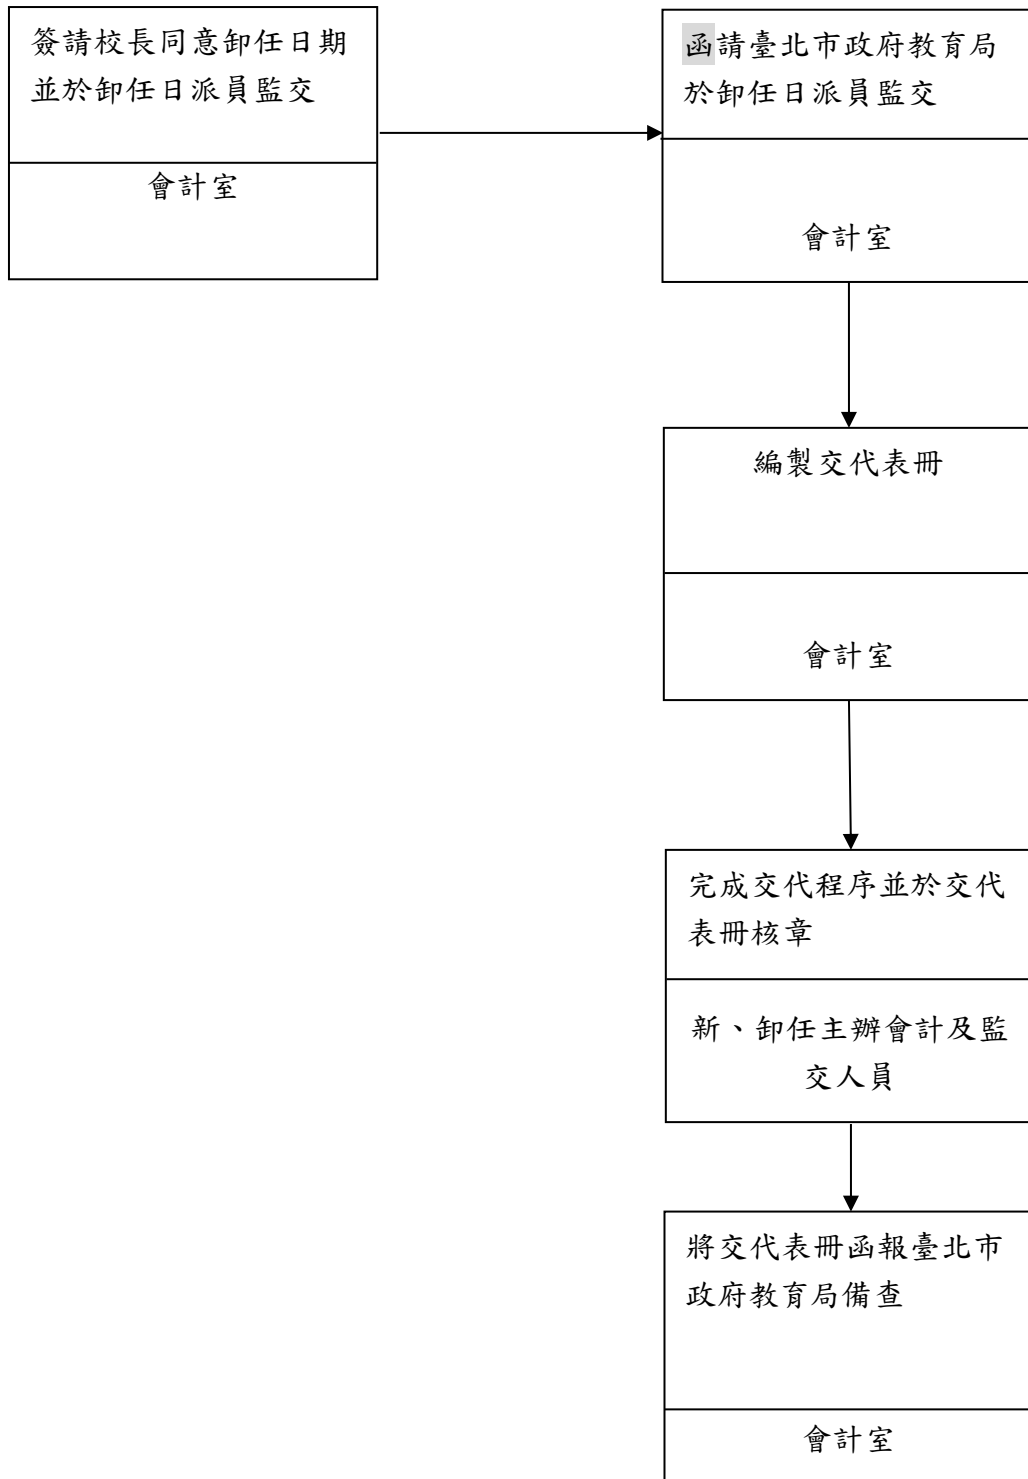 簽請校長同意卸任日期
並於卸任日派員監交
會計室
函請臺北市政府教育局
於卸任日派員監交
會計室
編製交代表冊
會計室
完成交代程序並於交代
表冊核章
新、卸任主辦會計及監
交人員
將交代表冊函報臺北市
政府教育局備查
會計室